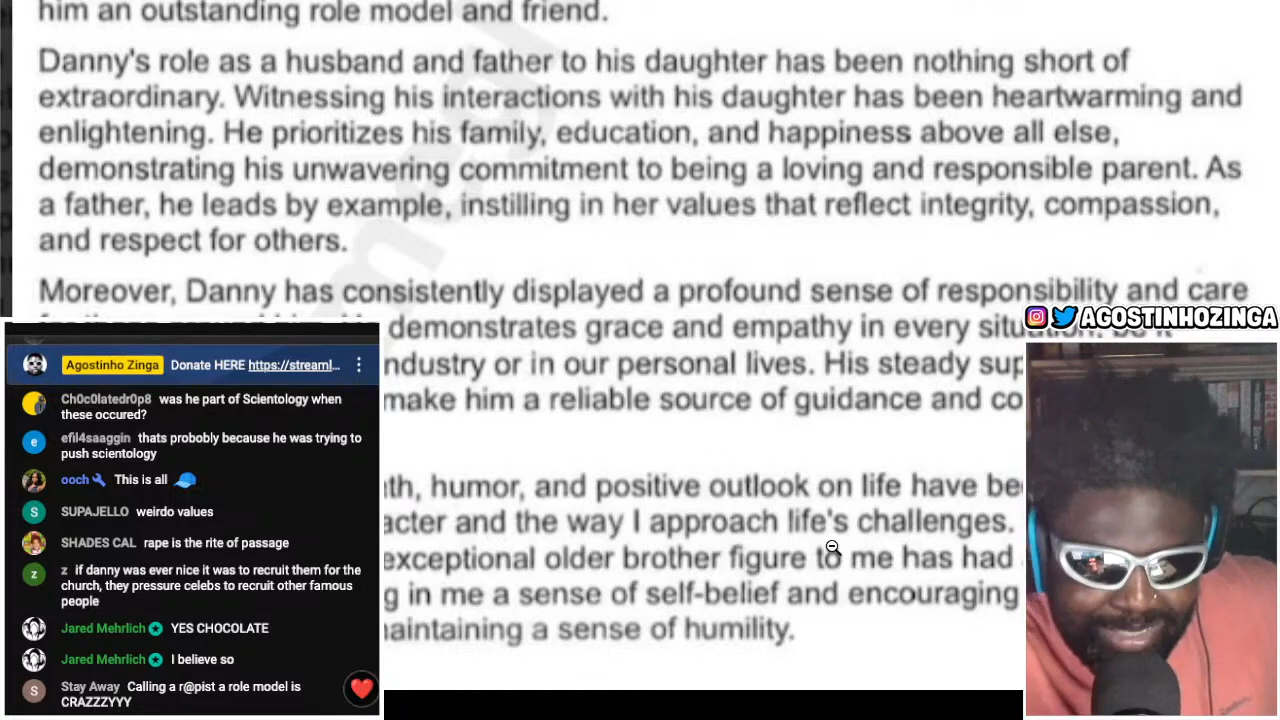 him an outstanding role model and friend.
Danny's role as a husband and father to his daughter has been nothing short of
extraordinary. Witnessing his interactions with his daughter has been heartwarming and
enlightening. He prioritizes his family, education, and happiness above all else,
demonstrating his unwavering commitment to being a loving and responsible parent. As
a father, he leads by example, instilling in her values that reflect integrity, compassion,
and respect for others.
Moreover, Danny has consistently displayed a profound sense of responsibility and care
demonstrates grace and empathy in every
ndustry or in our personal lives. His steady sup
make him a reliable source of guidance and co
th, humor, and positive outlook on life have be
acter and the way I approach life's challenges.
exceptional older brother figure to me has had
g in me a sense of self-belief and encouraging
aintaining a sense of humility.
AGOSTINHOZINGA
Agostinho Zinga Donate HERE https://streaml...
Ch0c0latedr0p8 was he part of Scientology when
these occured?
efil4saaggin thats probobly because he was trying to
push scientology
ooch This is all 🧢
SUPAJELLO weirdo values
SHADES CAL rape is the rite of passage
z if danny was ever nice it was to recruit them for the
church, they pressure celebs to recruit other famous
people
Jared Mehrlich YES CHOCOLATE
Jared Mehrlich I believe so
Stay Away Calling a r@pist a role model is
CRAZZZYYY